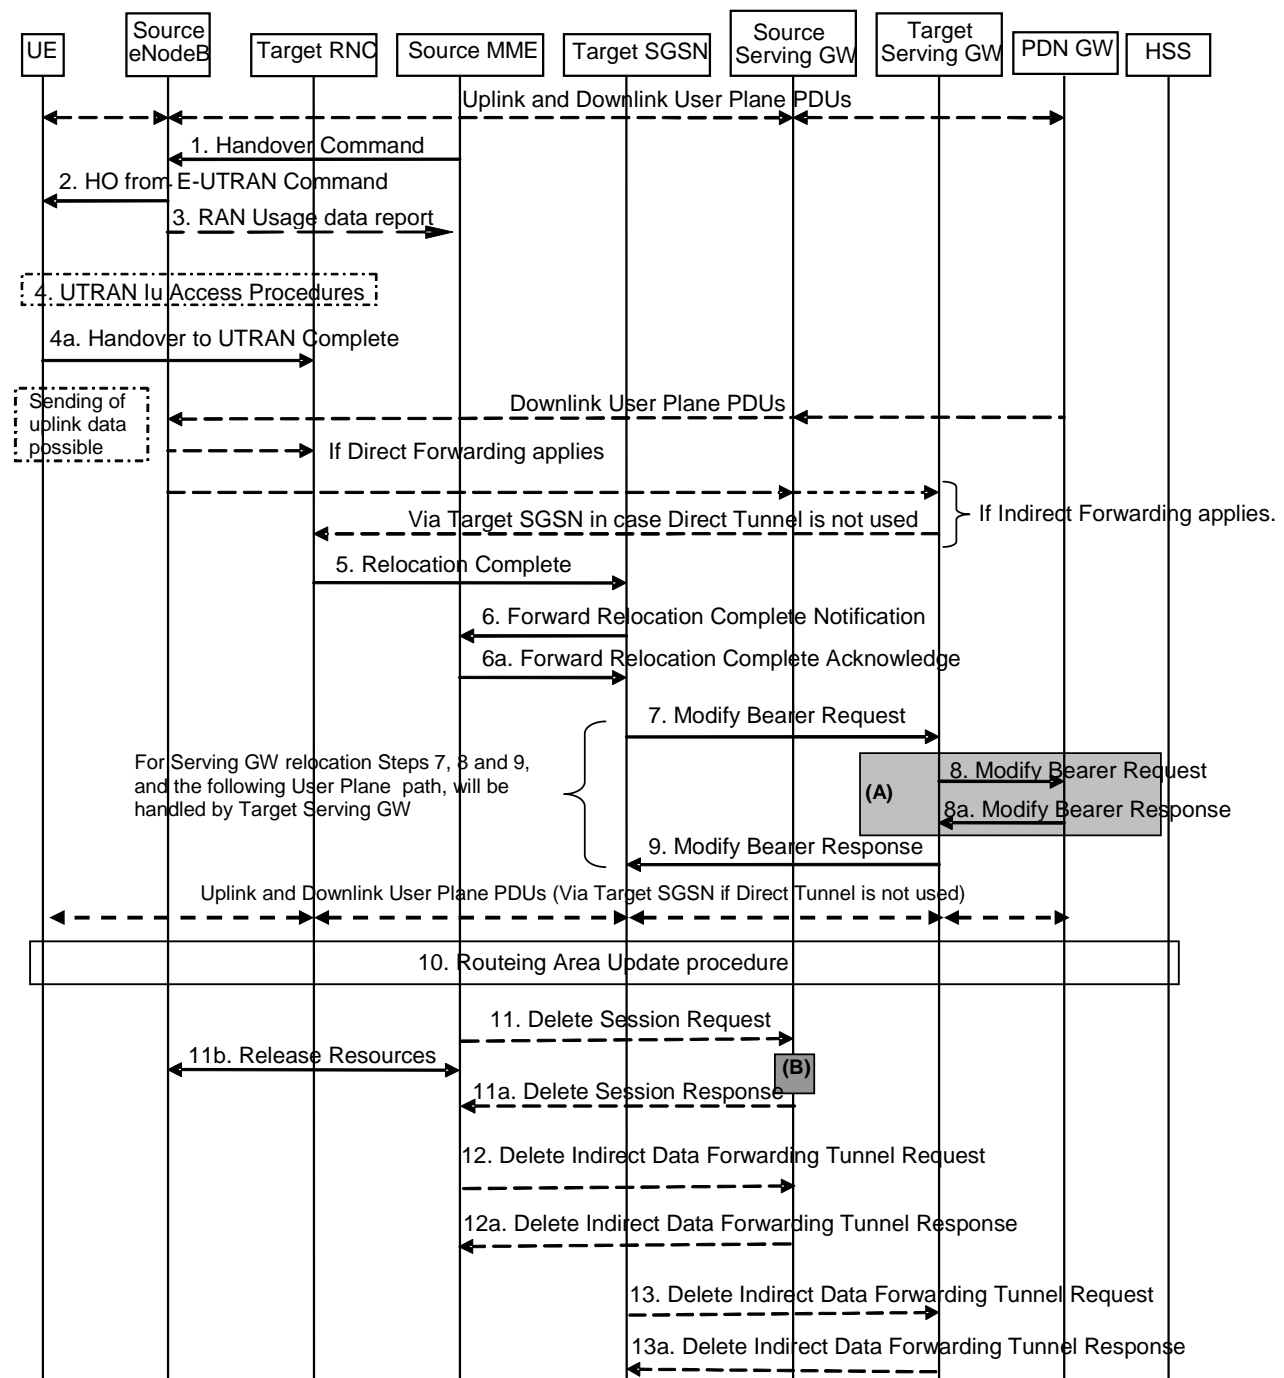 UE
Source
eNodeB
Target RNC
Source MME
Target SGSN
Source
Serving GW
Target
Serving GW
PDN GW
HSS
Uplink and Downlink User Plane PDUs
1. Handover Command
2. HO from E-UTRAN Command
3. RAN Usage data report
4. UTRAN Iu Access Procedures
4a. Handover to UTRAN Complete
Sending of
uplink data
possible
Downlink User Plane PDUs
If Direct Forwarding applies
Via Target SGSN in case Direct Tunnel is not used
If Indirect Forwarding applies.
5. Relocation Complete
6. Forward Relocation Complete Notification
6a. Forward Relocation Complete Acknowledge
7. Modify Bearer Request
For Serving GW relocation Steps 7, 8 and 9,
and the following User Plane path, will be
handled by Target Serving GW
(A)
8. Modify Bearer Request
8a. Modify Bearer Response
9. Modify Bearer Response
Uplink and Downlink User Plane PDUs (Via Target SGSN if Direct Tunnel is not used)
10. Routeing Area Update procedure
11. Delete Session Request
11b. Release Resources
(B)
11a. Delete Session Response
12. Delete Indirect Data Forwarding Tunnel Request
12a. Delete Indirect Data Forwarding Tunnel Response
13. Delete Indirect Data Forwarding Tunnel Request
13a. Delete Indirect Data Forwarding Tunnel Response